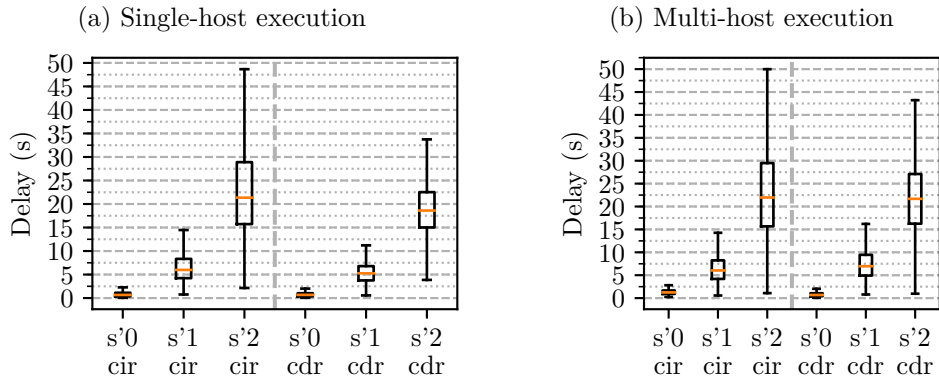 (a) Single-host execution
Delay (s)
50
45
40
35
30
25
20
15
10
5
0
s'0 s'1 s'2 s'0 s'1 s'2
cir cir cir cdr cdr cdr
(b) Multi-host execution
Delay (s)
50
45
40
35
30
25
20
15
10
5
0
s'0 s'1 s'2 s'0 s'1 s'2
cir cir cir cdr cdr cdr